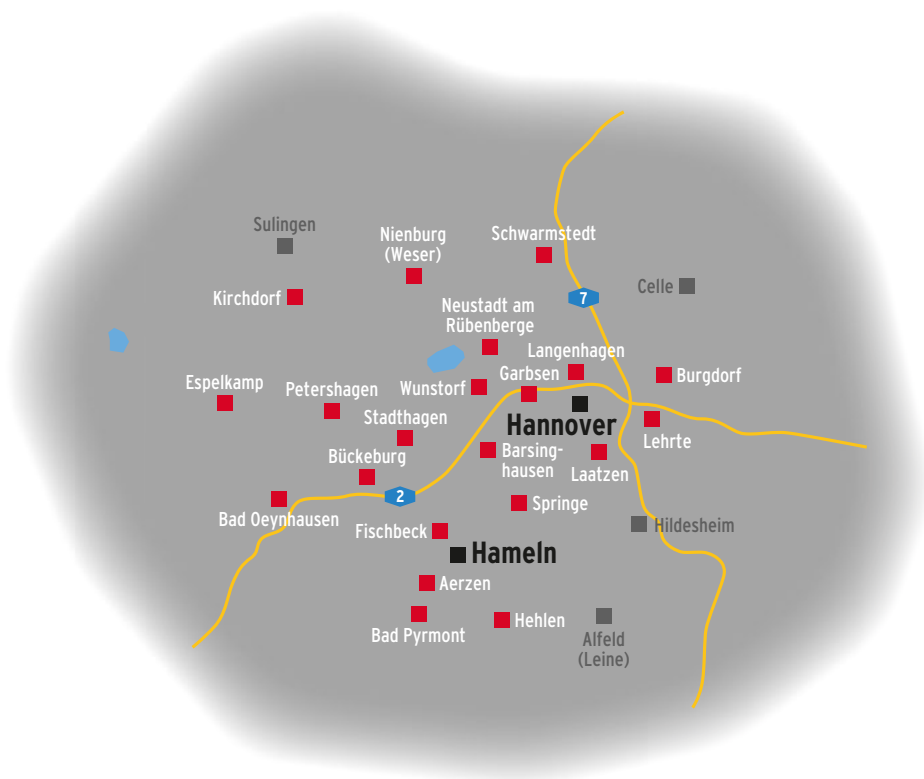 Sulingen
Nienburg
(Weser)
Schwarmstedt
Kirchdorf
Celle
7
Neustadt am
Rübenberge
Langenhagen
Espelkamp
Petershagen
Wunstorf
Garbsen
Burgdorf
Stadthagen
Hannover
Lehrte
Bückeburg
Barsing-
hausen
Laatzen
2
Bad Oeynhausen
Springe
Fischbeck
Hildesheim
Hameln
Aerzen
Bad Pyrmont
Hehlen
Alfeld
(Leine)